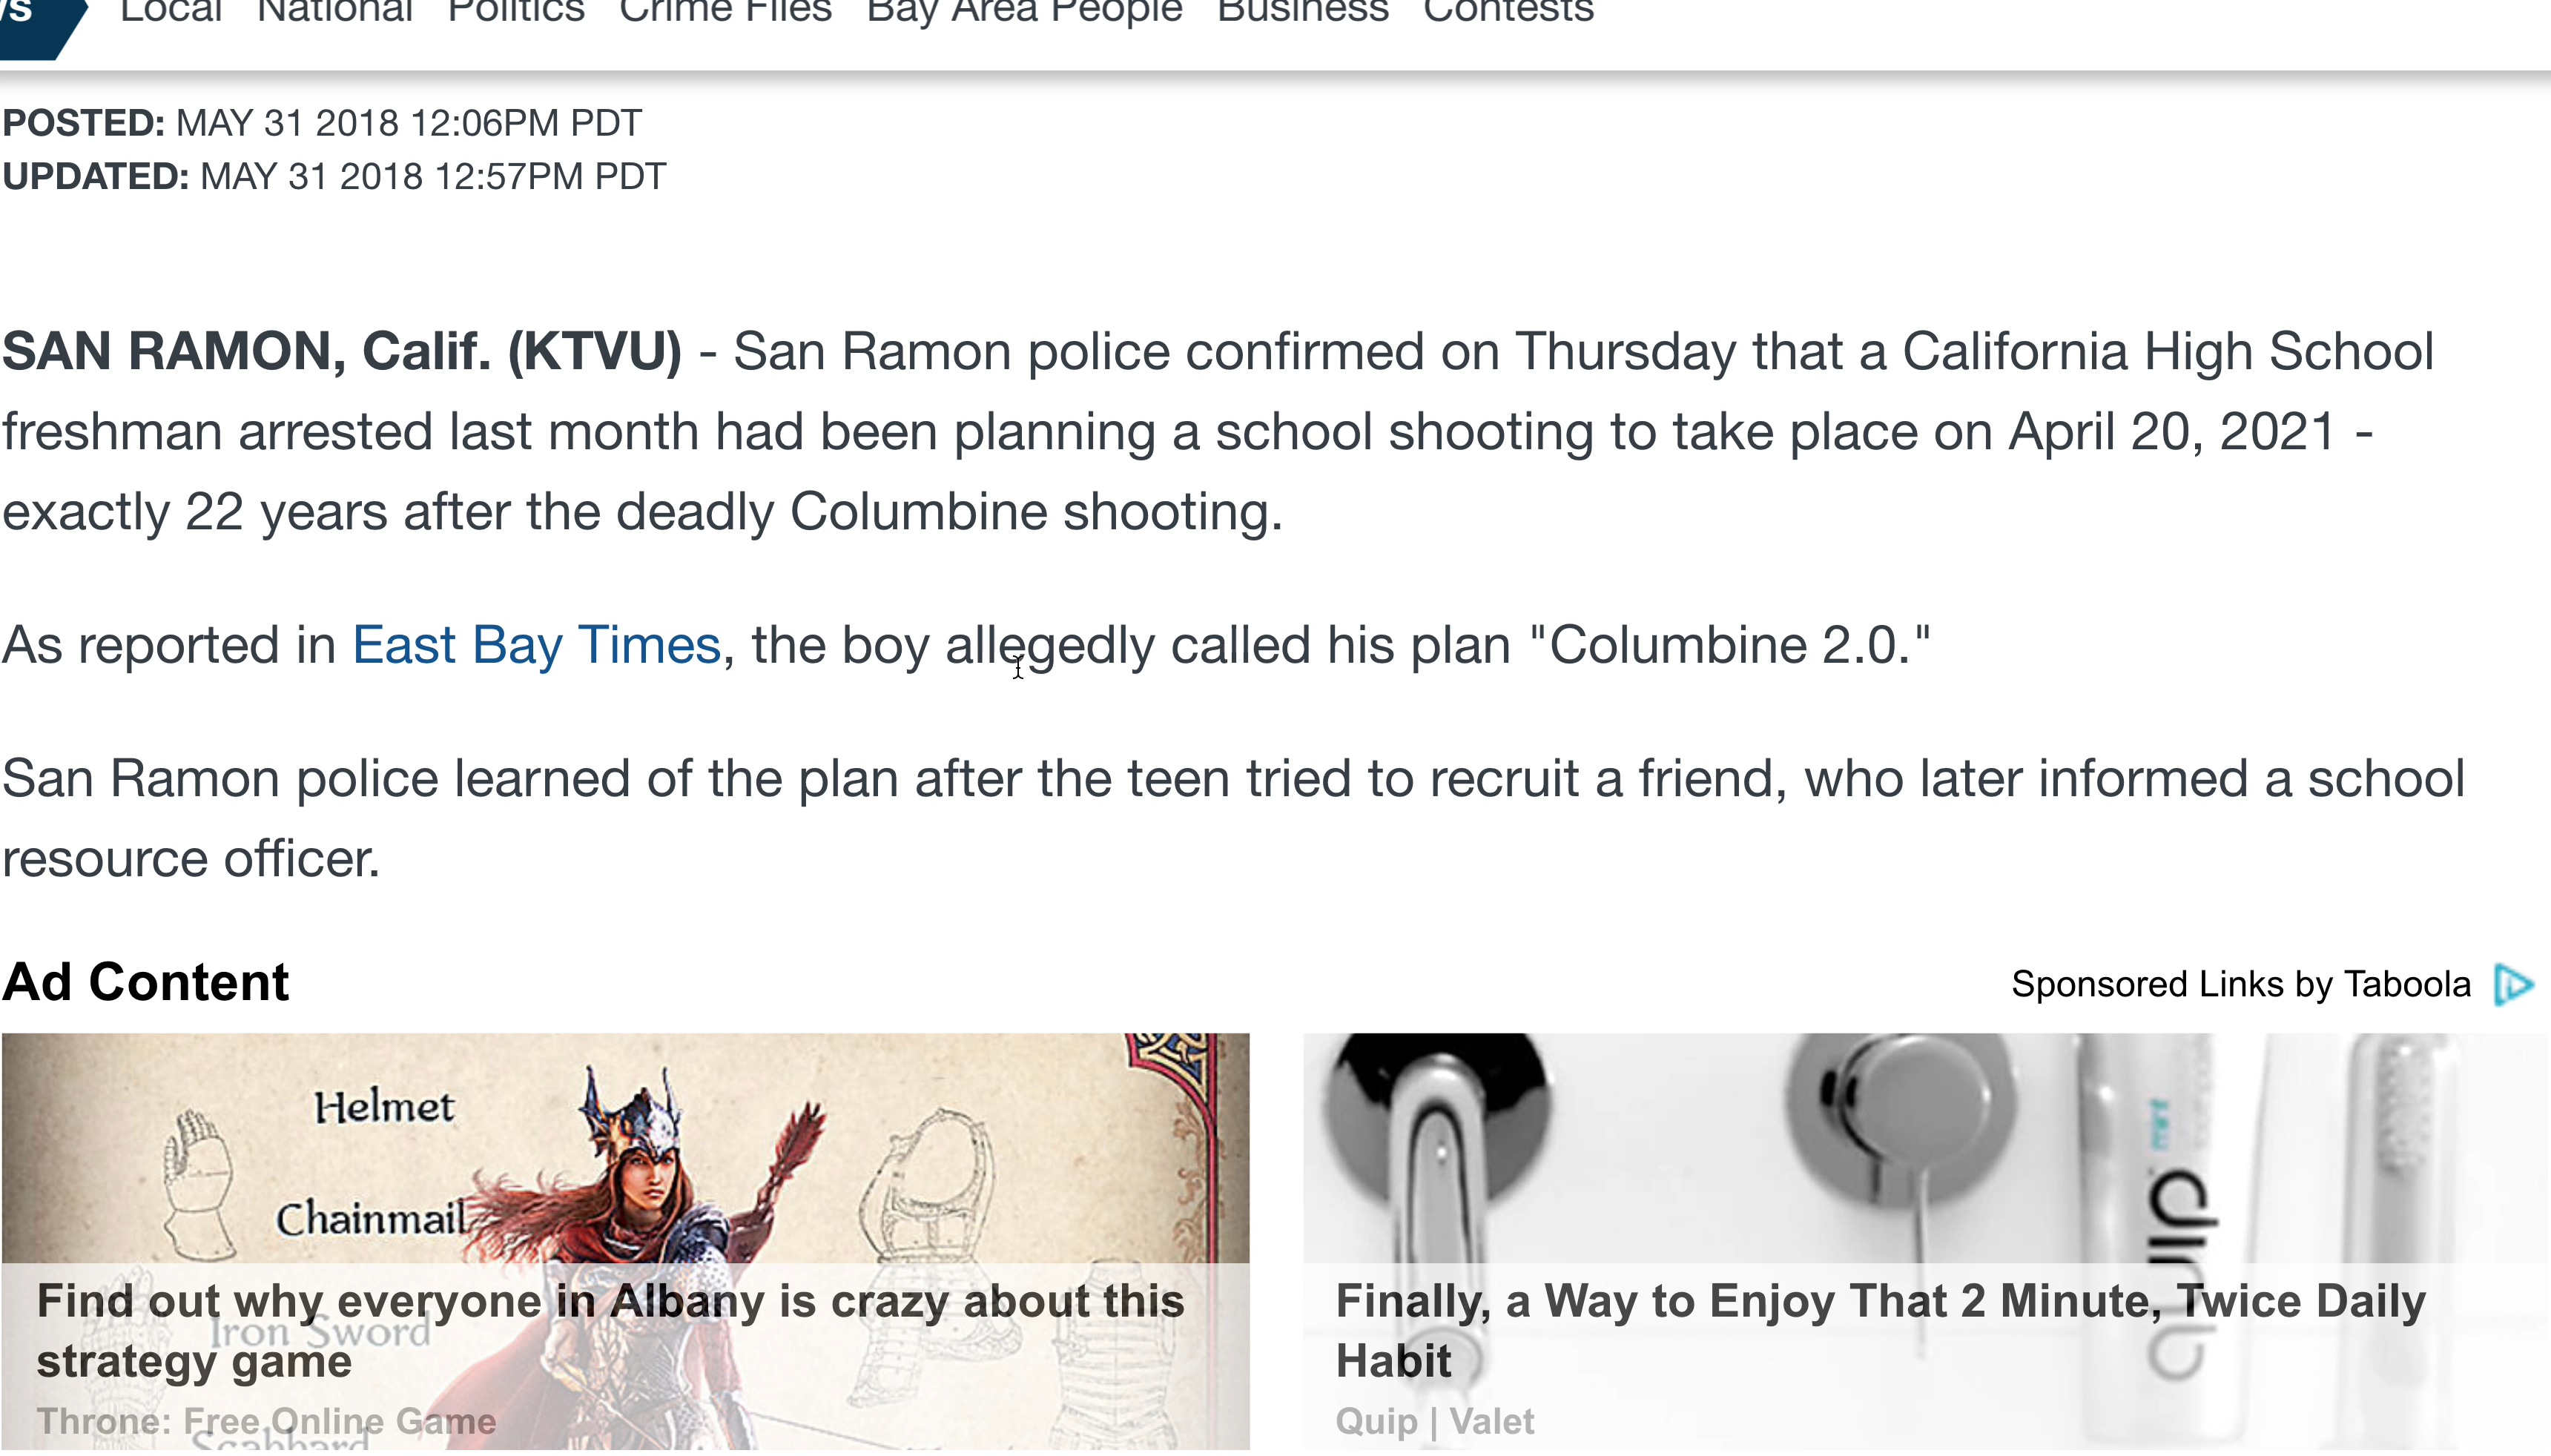 Local National Politics Crime Files Bay Area People Business Contests
POSTED: MAY 31 2018 12:06PM PDT
UPDATED: MAY 31 2018 12:57PM PDT
SAN RAMON, Calif. (KTVU) - San Ramon police confirmed on Thursday that a California High School
freshman arrested last month had been planning a school shooting to take place on April 20, 2021 -
exactly 22 years after the deadly Columbine shooting.
As reported in East Bay Times, the boy allegedly called his plan "Columbine 2.0."
San Ramon police learned of the plan after the teen tried to recruit a friend, who later informed a school
resource officer.
Ad Content
Sponsored Links by Taboola
Helmet
Chainmail
Iron Sword
Scabbard
Find out why everyone in Albany is crazy about this
strategy game
Throne: Free Online Game
mint
quip
Finally, a Way to Enjoy That 2 Minute, Twice Daily
Habit
Quip | Valet